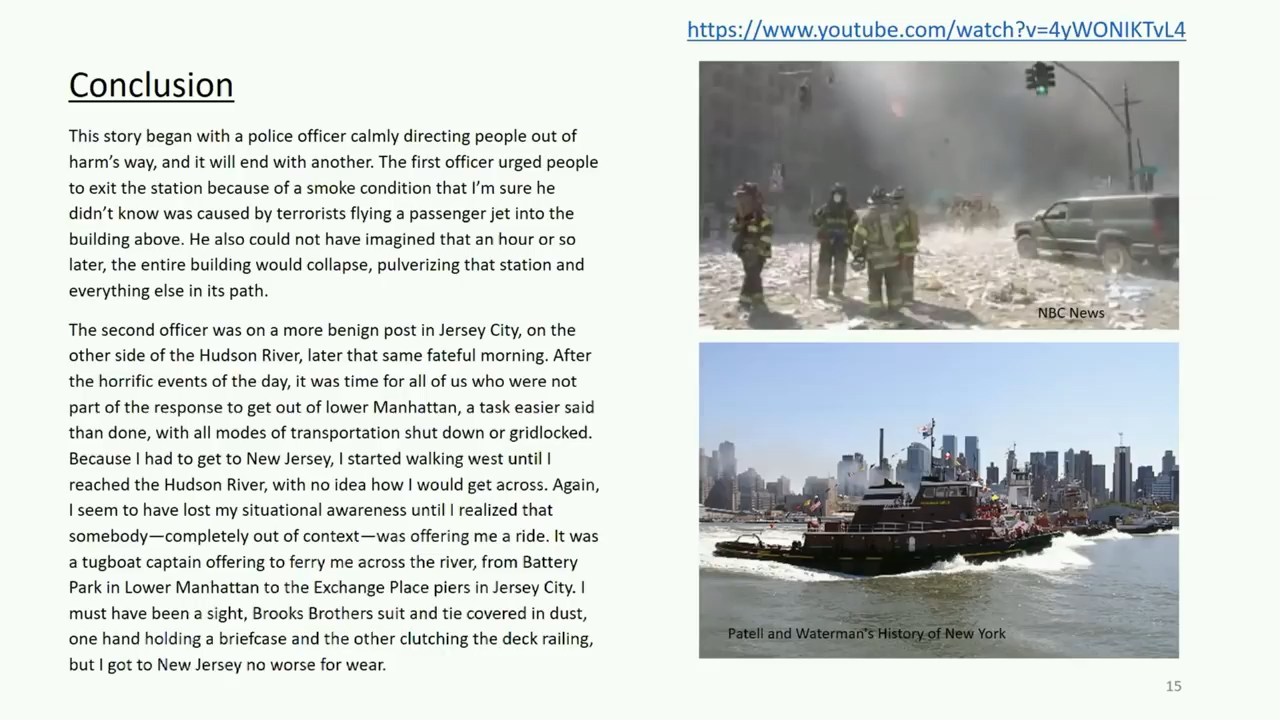 https://www.youtube.com/watch?v=4yWONIKTvL4
Conclusion
This story began with a police officer calmly directing people out of
harm's way, and it will end with another. The first officer urged people
to exit the station because of a smoke condition that I'm sure he
didn't know was caused by terrorists flying a passenger jet into the
building above. He also could not have imagined that an hour or so
later, the entire building would collapse, pulverizing that station and
everything else in its path.
The second officer was on a more benign post in Jersey City, on the
other side of the Hudson River, later that same fateful morning. After
the horrific events of the day, it was time for all of us who were not
part of the response to get out of lower Manhattan, a task easier said
than done, with all modes of transportation shut down or gridlocked.
Because I had to get to New Jersey, I started walking west until I
reached the Hudson River, with no idea how I would get across. Again,
I seem to have lost my situational awareness until I realized that
somebody—completely out of context—was offering me a ride. It was
a tugboat captain offering to ferry me across the river, from Battery
Park in Lower Manhattan to the Exchange Place piers in Jersey City. I
must have been a sight, Brooks Brothers suit and tie covered in dust,
one hand holding a briefcase and the other clutching the deck railing,
but I got to New Jersey no worse for wear.
NBC News
Patell and Waterman's History of New York
15